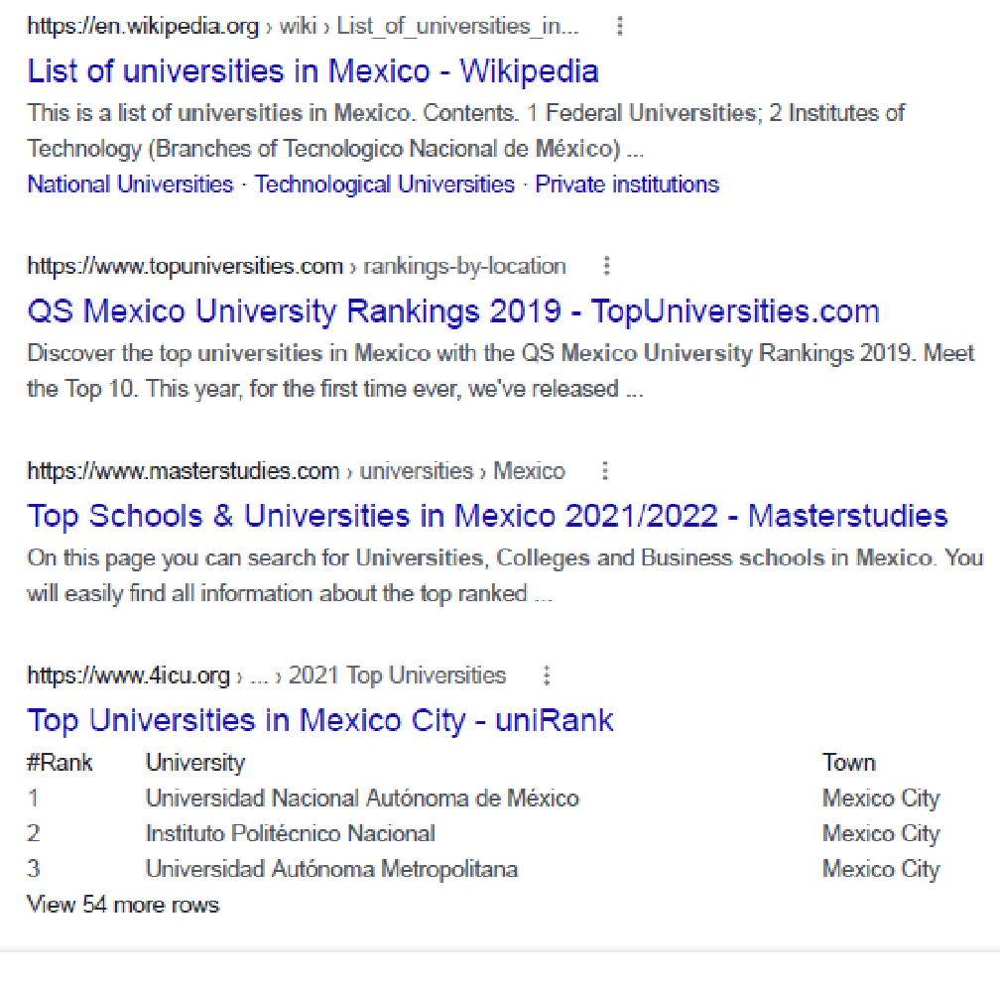 https://en.wikipedia.org › wiki › List_of_universities_in...
List of universities in Mexico - Wikipedia
This is a list of universities in Mexico. Contents. 1 Federal Universities; 2 Institutes of
Technology (Branches of Tecnologico Nacional de México) ...
National Universities · Technological Universities · Private institutions
https://www.topuniversities.com › rankings-by-location
QS Mexico University Rankings 2019 - TopUniversities.com
Discover the top universities in Mexico with the QS Mexico University Rankings 2019. Meet
the Top 10. This year, for the first time ever, we've released ...
https://www.masterstudies.com › universities › Mexico
Top Schools & Universities in Mexico 2021/2022 - Masterstudies
On this page you can search for Universities, Colleges and Business schools in Mexico. You
will easily find all information about the top ranked ...
https://www.4icu.org › ... › 2021 Top Universities
Top Universities in Mexico City - uniRank
#Rank University Town
1 Universidad Nacional Autónoma de México Mexico City
2 Instituto Politécnico Nacional Mexico City
3 Universidad Autónoma Metropolitana Mexico City
View 54 more rows